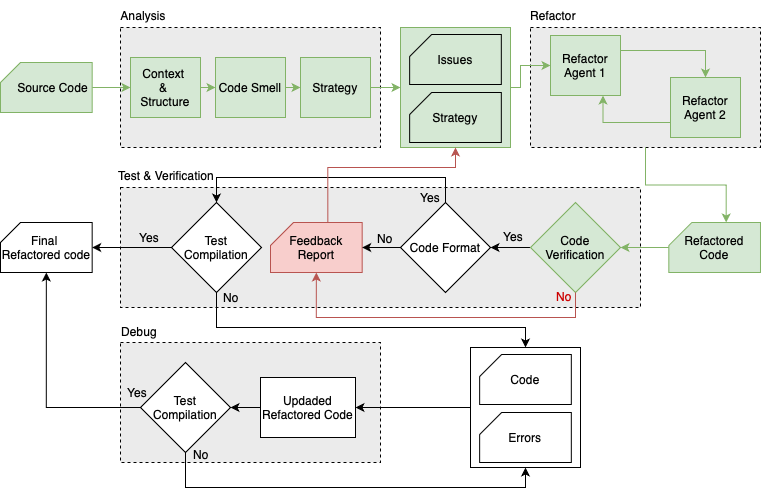 Analysis
Refactor
Source Code
Context
&
Structure
Code Smell
Strategy
Issues
Strategy
Refactor
Agent 1
Refactor
Agent 2
Test & Verification
Yes
Final
Refactored code
Yes
Test
Compilation
Feedback
Report
No
Code Format
Yes
Code
Verification
Refactored
Code
No
No
Debug
Yes
Test
Compilation
Updaded
Refactored Code
Code
Errors
No